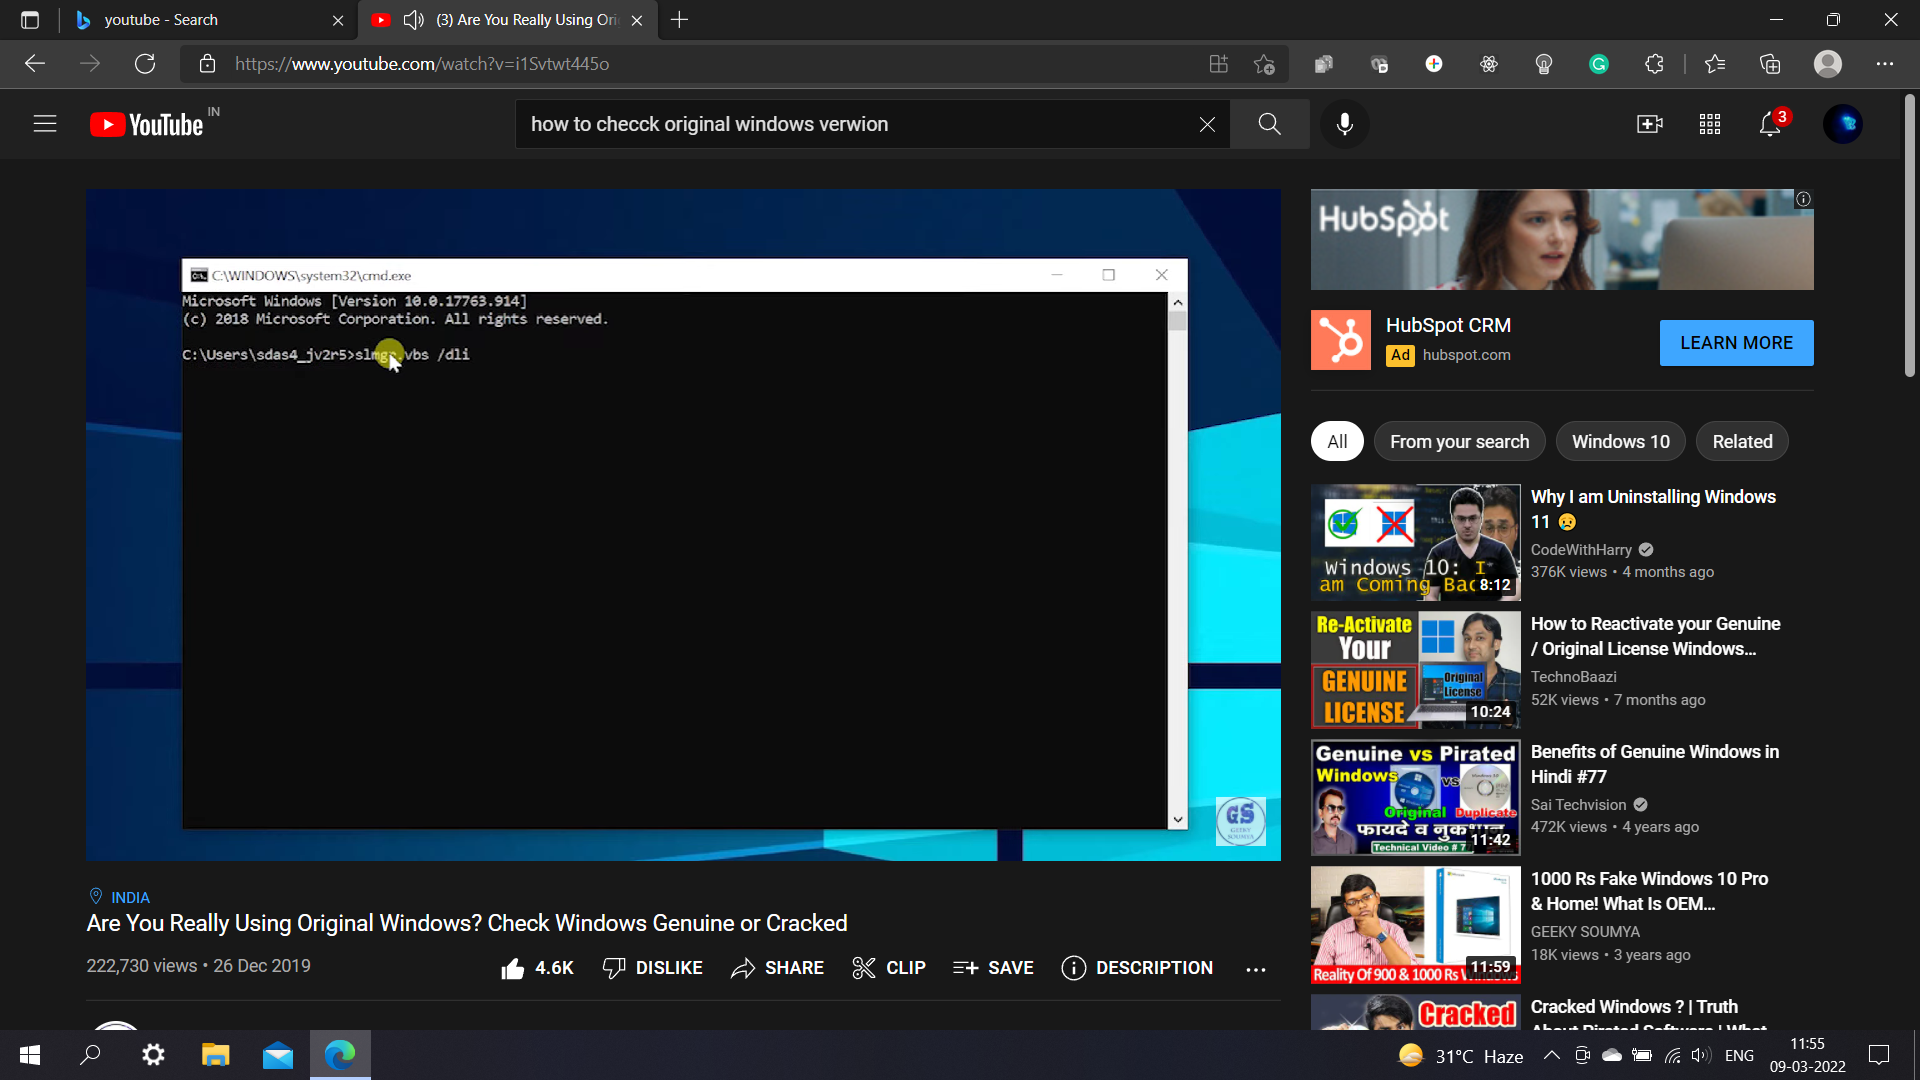 youtube - Search
(3) Are You Really Using Ori
https://www.youtube.com/watch?v=i1Svtwt445o
YouTube IN
how to checck original windows verwion
3
C:\WINDOWS\system32\cmd.exe
Microsoft Windows [Version 10.0.17763.914]
(c) 2018 Microsoft Corporation. All rights reserved.
C:\Users\sdas4_jv2r5>slmgr.vbs /dli
GS
GEEKY
SOUMYA
INDIA
Are You Really Using Original Windows? Check Windows Genuine or Cracked
222,730 views • 26 Dec 2019
4.6K
DISLIKE
SHARE
CLIP
SAVE
DESCRIPTION
HubSpot
HubSpot CRM
Ad hubspot.com
LEARN MORE
All
From your search
Windows 10
Related
Windows 10: I
am Coming Bac
8:12
Why I am Uninstalling Windows
11 😥
CodeWithHarry
376K views • 4 months ago
Re-Activate
Your
GENUINE
LICENSE
Original
License
10:24
How to Reactivate your Genuine
/ Original License Windows...
TechnoBaazi
52K views • 7 months ago
Genuine vs Pirated
Windows
VS
Original Duplicate
फायदे व नुकसान
Technical Video # 7
11:42
Benefits of Genuine Windows in
Hindi #77
Sai Techvision
472K views • 4 years ago
Reality Of 900 & 1000 Rs Windows
11:59
1000 Rs Fake Windows 10 Pro
& Home! What Is OEM...
GEEKY SOUMYA
18K views • 3 years ago
Cracked
Cracked Windows ? | Truth
About Pirated Software | What
31°C Haze
ENG
11:55
09-03-2022